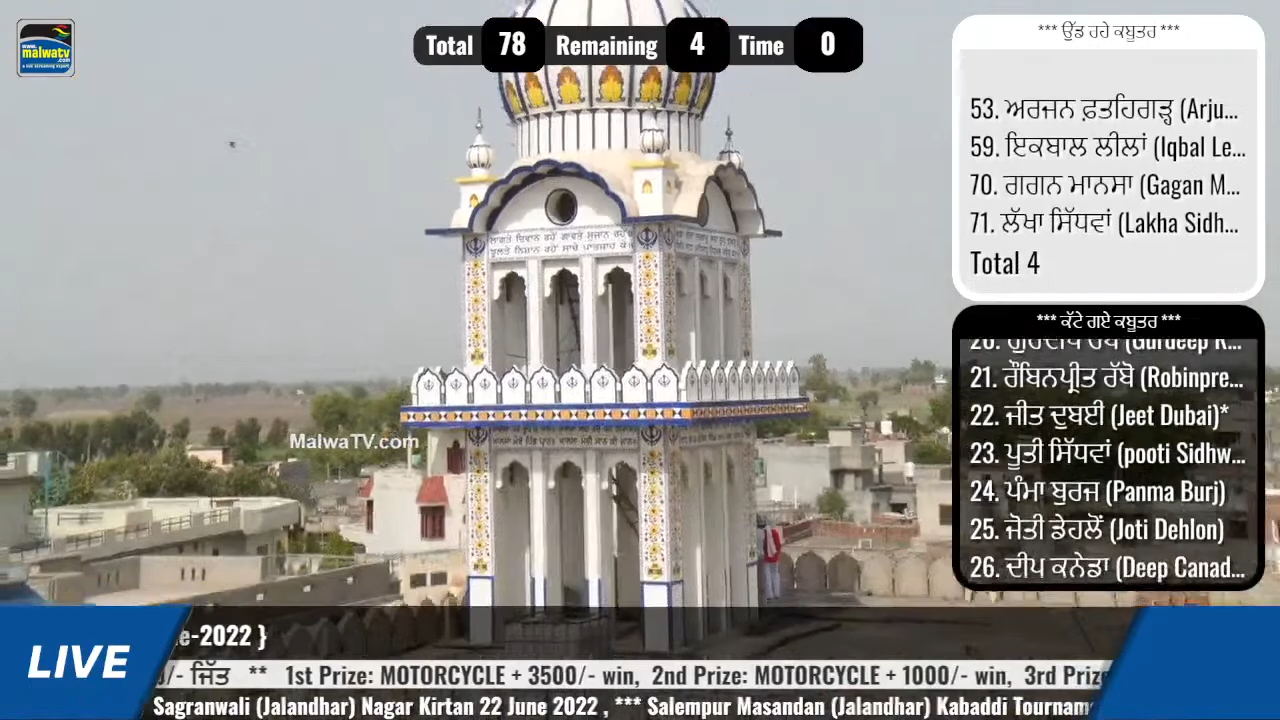 www.
malwatv
.com
Total 78 Remaining 4 Time 0
*** ਉੱਡ ਰਹੇ ਕਬੂਤਰ ***
53. ਅਰਜਨ ਫ਼ਤਹਿਗੜ੍ਹ (Arju...
59. ਇਕਬਾਲ ਲੀਲਾਂ (Iqbal Le...
70. ਗਗਨ ਮਾਨਸਾ (Gagan M...
71. ਲੱਖਾ ਸਿੱਧਵਾਂ (Lakha Sidh...
Total 4
*** ਕੱਟੇ ਗਏ ਕਬੂਤਰ ***
21. ਰੌਬਿਨਪ੍ਰੀਤ ਰੱਬੋ (Robinpre...
22. ਜੀਤ ਦੁਬਈ (Jeet Dubai)*
23. ਪੂਤੀ ਸਿੱਧਵਾਂ (pooti Sidhw...
24. ਪੰਮਾ ਬੁਰਜ (Panma Burj)
25. ਜੋਤੀ ਡੇਹਲੋਂ (Joti Dehlon)
26. ਦੀਪ ਕਨੇਡਾ (Deep Canad...
MalwaTV.com
e-2022 }
LIVE
/- ਜਿੱਤ ** 1st Prize: MOTORCYCLE + 3500/- win, 2nd Prize: MOTORCYCLE + 1000/- win, 3rd Prize
Sagranwali (Jalandhar) Nagar Kirtan 22 June 2022 , *** Salempur Masandan (Jalandhar) Kabaddi Tournam